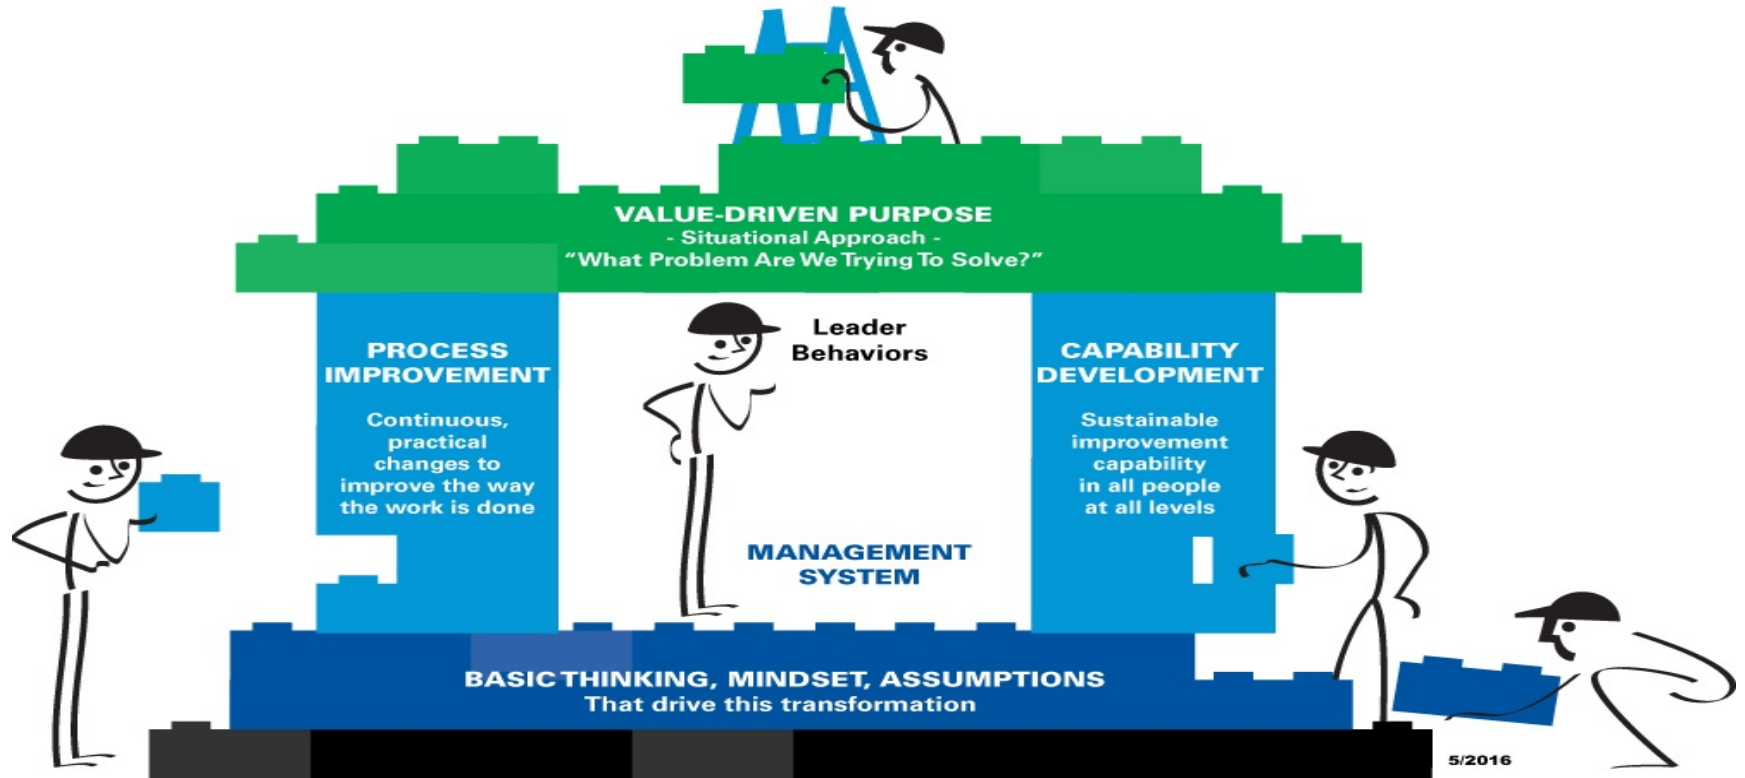 VALUE-DRIVEN PURPOSE
- Situational Approach -
“What Problem Are We Trying To Solve?”
PROCESS
IMPROVEMENT
Continuous,
practical
changes to
improve the way
the work is done
Leader
Behaviors
MANAGEMENT
SYSTEM
CAPABILITY
DEVELOPMENT
Sustainable
improvement
capability
in all people
at all levels
BASIC THINKING, MINDSET, ASSUMPTIONS
That drive this transformation
5/2016